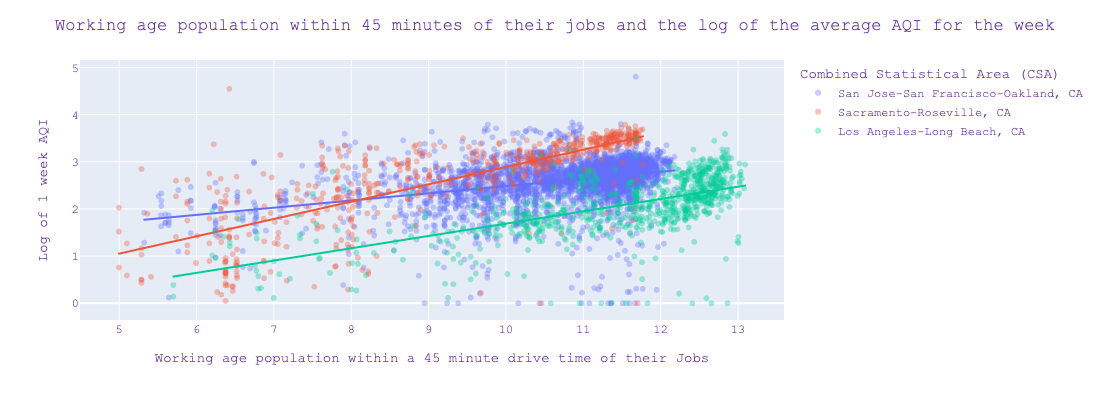 Working age population within 45 minutes of their jobs and the log of the average AQI for the week
Combined Statistical Area (CSA)
San Jose-San Francisco-Oakland, CA
Sacramento-Roseville, CA
Los Angeles-Long Beach, CA
Log of 1 week AQI
5
4
3
2
1
0
5 6 7 8 9 10 11 12 13
Working age population within a 45 minute drive time of their Jobs